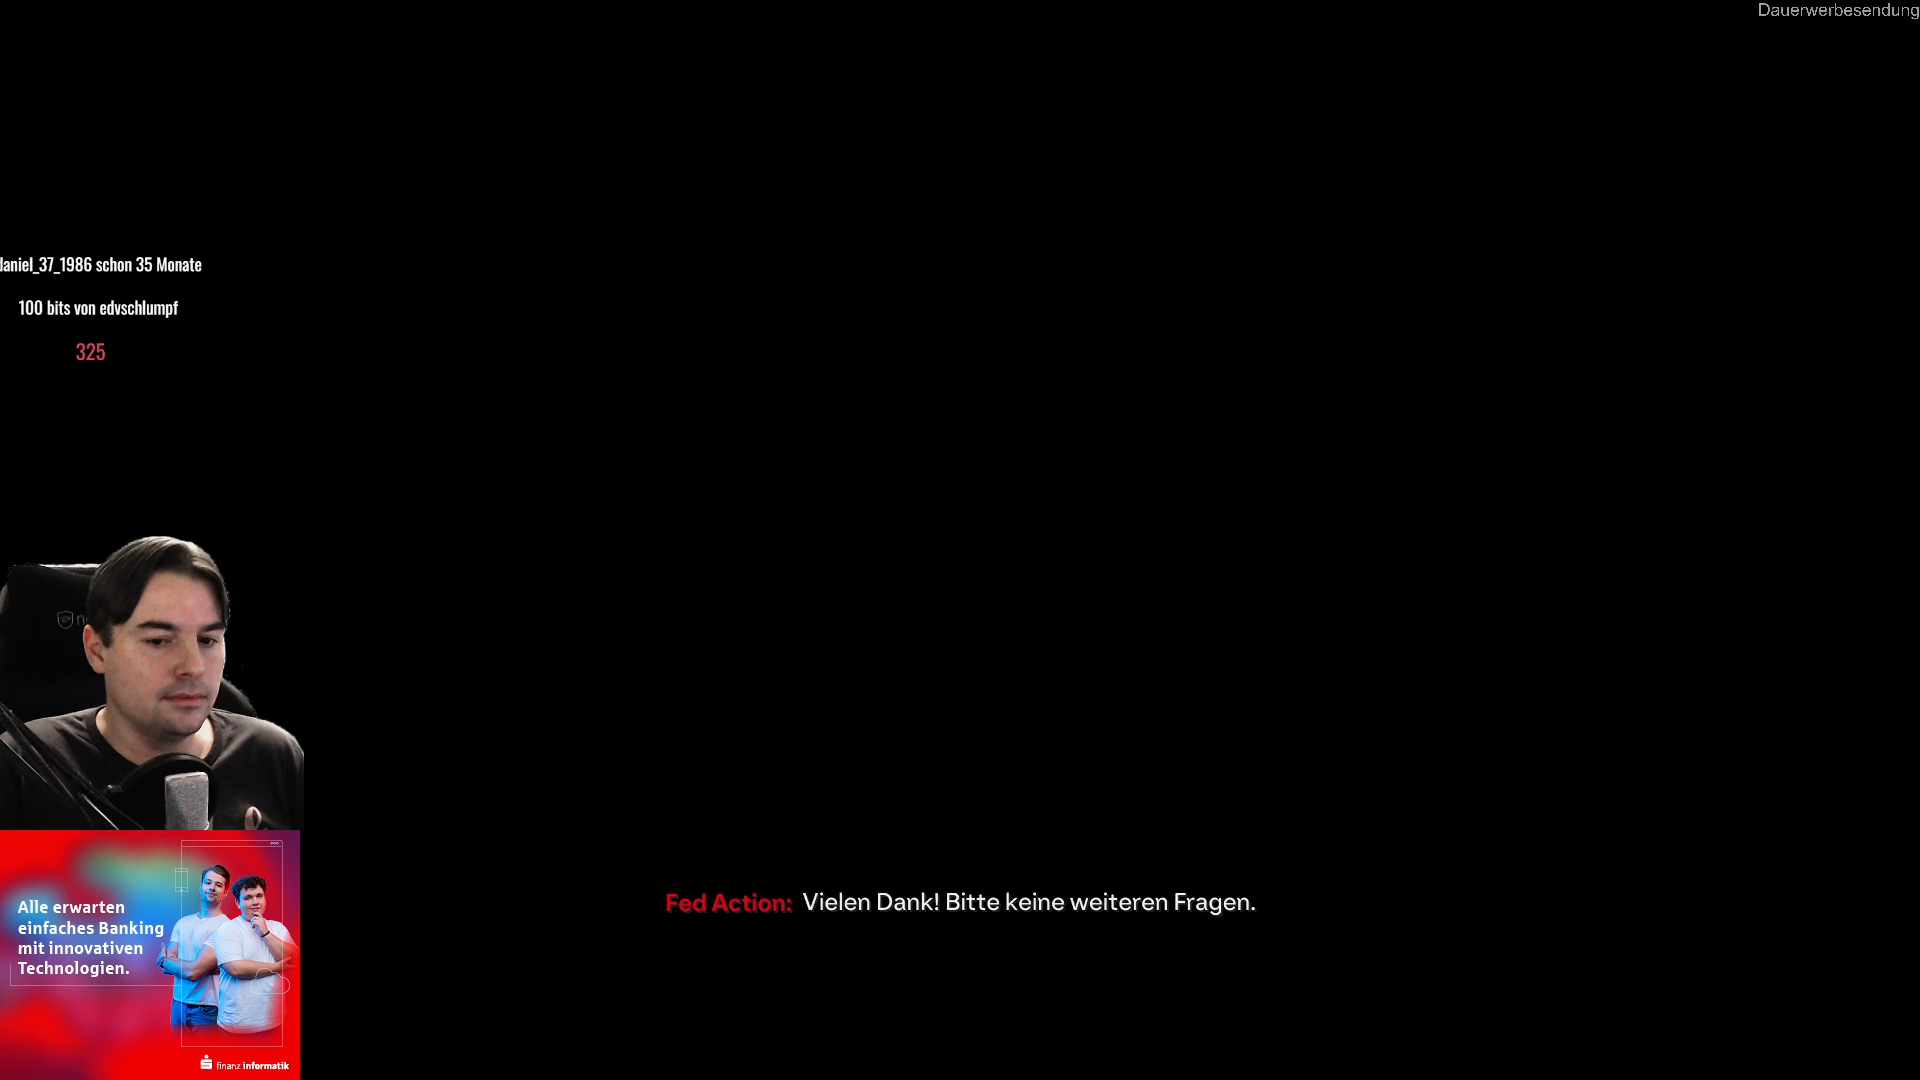 Dauerwerbesendung
daniel_37_1986 schon 35 Monate
100 bits von edvschlumpf
325
Fed Action: Vielen Dank! Bitte keine weiteren Fragen.
Alle erwarten
einfaches Banking
mit innovativen
Technologien.
finanz informatik